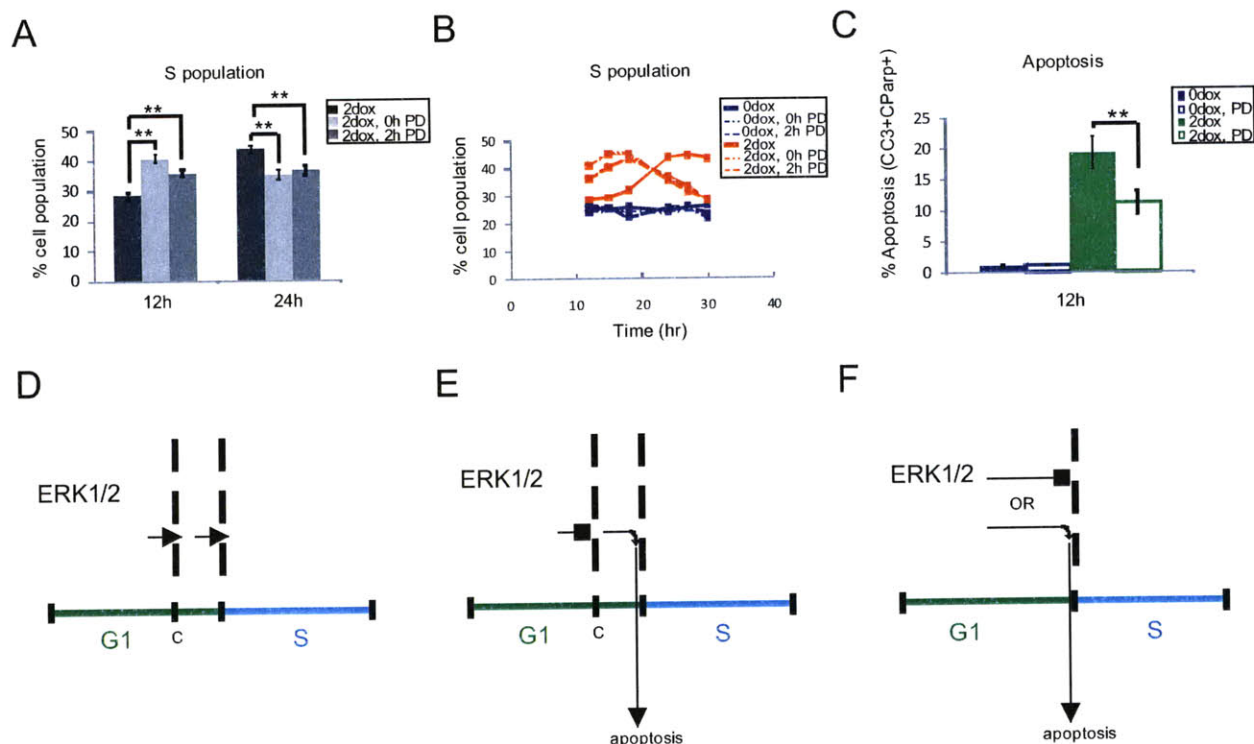 A
S population
2dox
2dox, 0h PD
2dox, 2h PD
**
**
**
**
% cell population
50
40
30
20
10
0
12h
24h
B
S population
0dox
0dox, 0h PD
0dox, 2h PD
2dox
2dox, 0h PD
2dox, 2h PD
% cell population
50
40
30
20
10
0
0
10
20
30
40
Time (hr)
C
Apoptosis
0dox
0dox, PD
2dox
2dox, PD
**
% Apoptosis (CC3+CParp+)
25
20
15
10
5
0
12h
D
ERK1/2
G1
C
S
E
ERK1/2
G1
C
S
apoptosis
F
ERK1/2
OR
G1
S
apoptosis